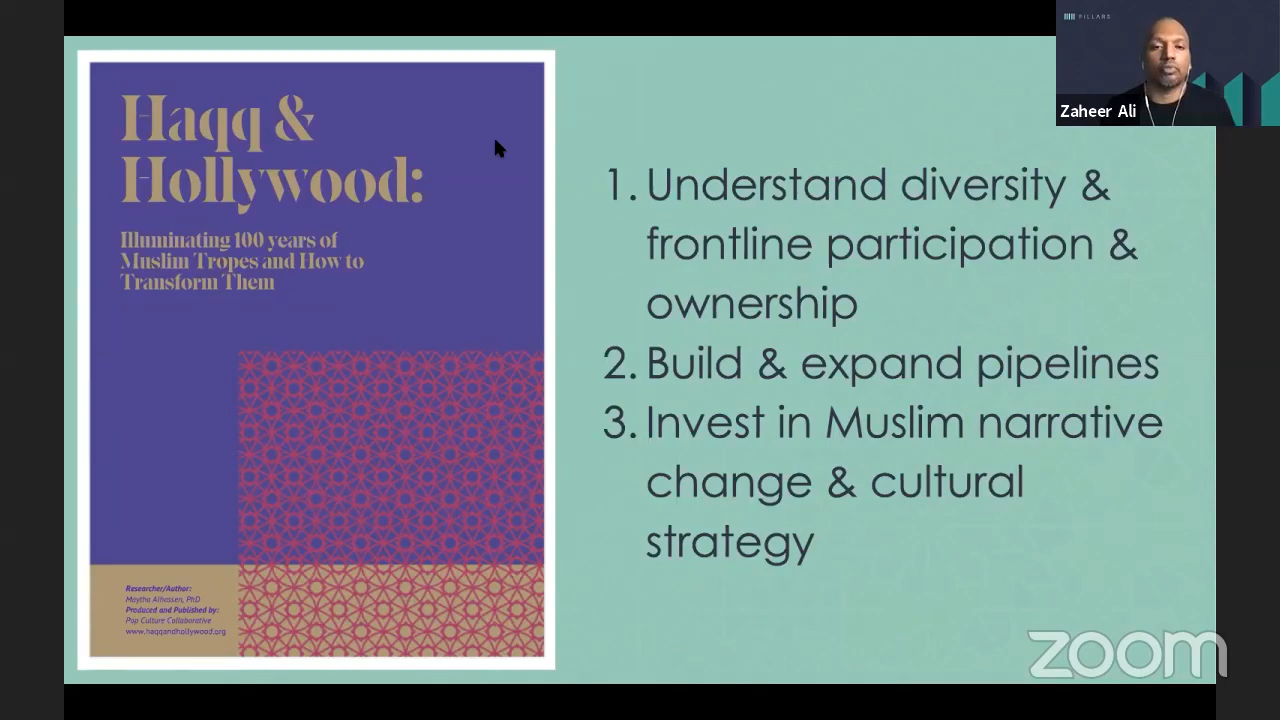 PILLARS
Zaheer Ali
Haqq &
Hollywood:
Illuminating 100 years of
Muslim Tropes and How to
Transform Them
Researcher/Author:
Maytha Alhassen, PhD
Produced and Published by:
Pop Culture Collaborative
www.haqqandhollywood.org
1. Understand diversity &
frontline participation &
ownership
2. Build & expand pipelines
3. Invest in Muslim narrative
change & cultural
strategy
zoom